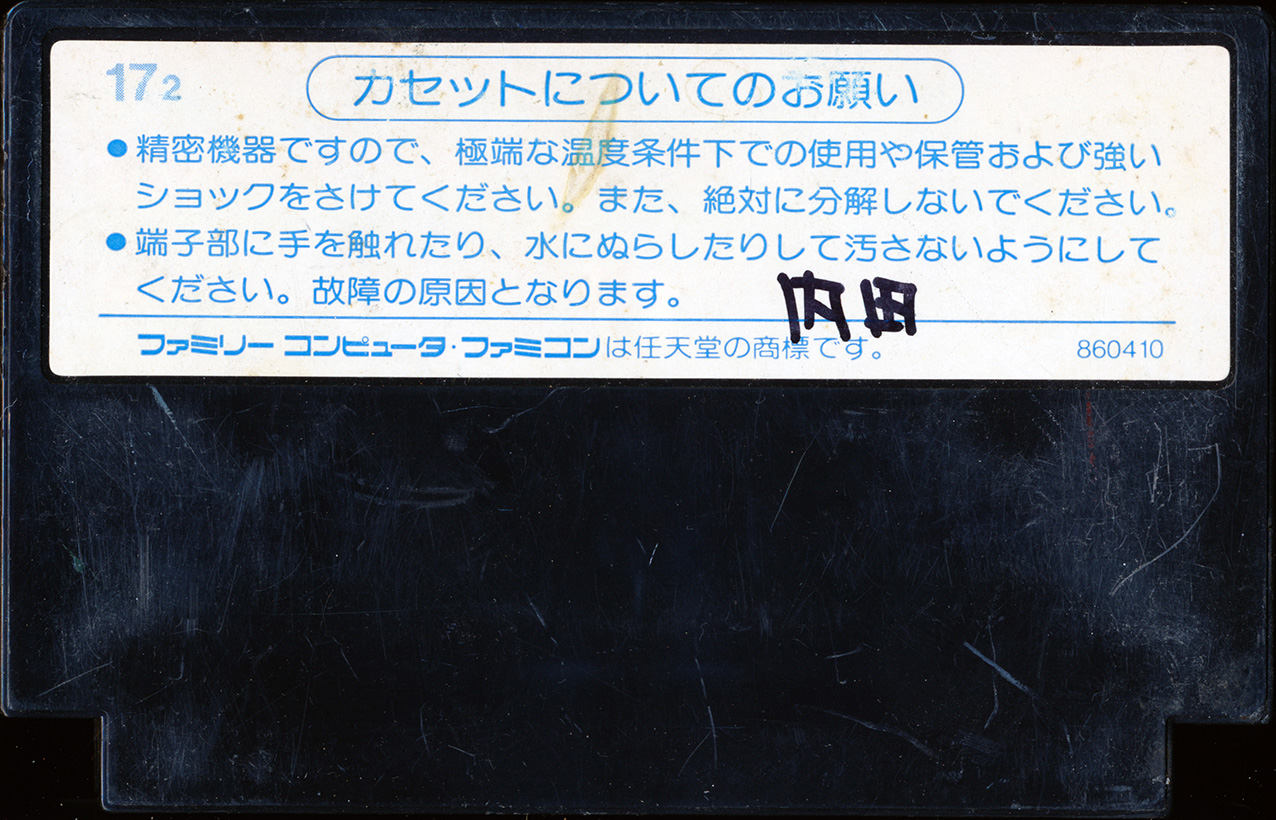 17₂
カセットについてのお願い
●精密機器ですので、極端な温度条件下での使用や保管および強い
ショックをさけてください。また、絶対に分解しないでください。
●端子部に手を触れたり、水にぬらしたりして汚さないようにして
ください。故障の原因となります。
ファミリーコンピュータ・ファミコンは任天堂の商標です。
860410